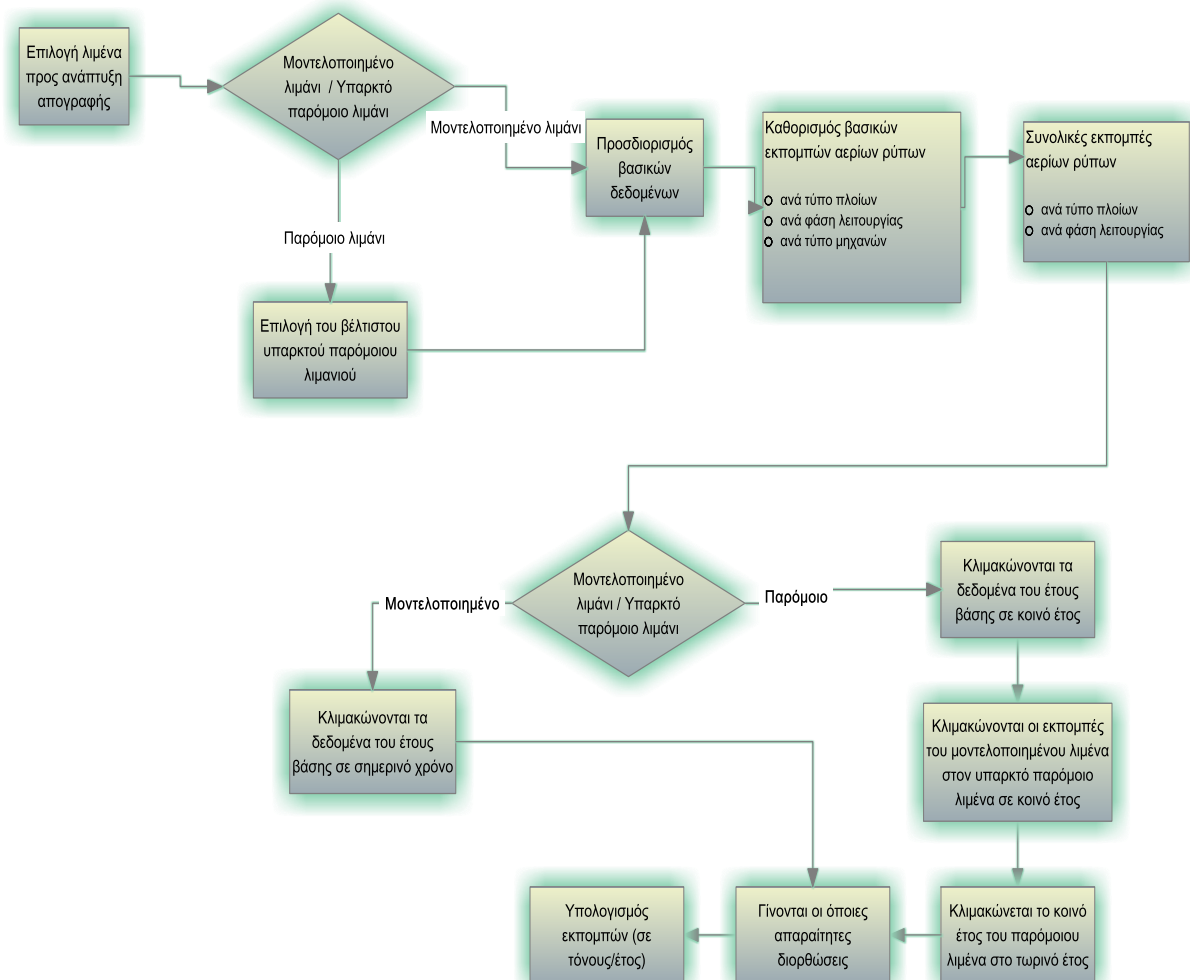 Επιλογή λιμένα
προς ανάπτυξη
απογραφής
Μοντελοποιημένο
λιμάνι / Υπαρκτό
παρόμοιο λιμάνι
Μοντελοποιημένο λιμάνι
Παρόμοιο λιμάνι
Επιλογή του βέλτιστου
υπαρκτού παρόμοιου
λιμανιού
Προσδιορισμός
βασικών
δεδομένων
Καθορισμός βασικών
εκπομπών αερίων ρύπων
ανά τύπο πλοίων
ανά φάση λειτουργίας
ανά τύπο μηχανών
Συνολικές εκπομπές
αερίων ρύπων
ανά τύπο πλοίων
ανά φάση λειτουργίας
Μοντελοποιημένο
λιμάνι / Υπαρκτό
παρόμοιο λιμάνι
Μοντελοποιημένο
Παρόμοιο
Κλιμακώνονται τα
δεδομένα του έτους
βάσης σε σημερινό χρόνο
Κλιμακώνονται τα
δεδομένα του έτους
βάσης σε κοινό έτος
Κλιμακώνονται οι εκπομπές
του μοντελοποιημένου λιμένα
στον υπαρκτό παρόμοιο
λιμένα σε κοινό έτος
Κλιμακώνεται το κοινό
έτος του παρόμοιου
λιμένα στο τωρινό έτος
Γίνονται οι όποιες
απαραίτητες
διορθώσεις
Υπολογισμός
εκπομπών (σε
τόνους/έτος)